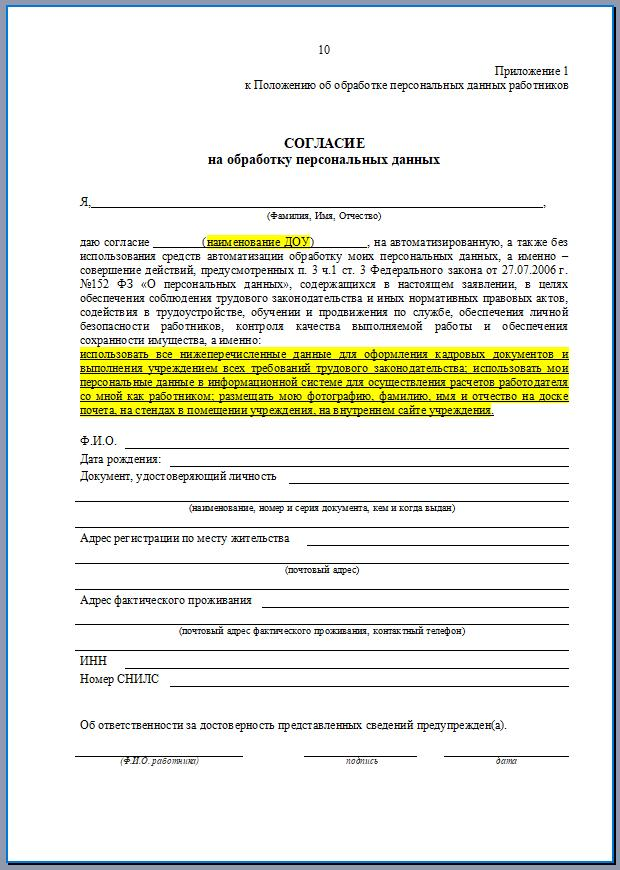 10
Приложение 1
к Положению об обработке персональных данных работников
СОГЛАСИЕ
на обработку персональных данных
Я,___________________________________________________________________________,
(Фамилия, Имя, Отчество)
даю согласие ________(наименование ДОУ)_________, на автоматизированную, а также без
использования средств автоматизации обработку моих персональных данных, а именно –
совершение действий, предусмотренных п. 3 ч.1 ст. 3 Федерального закона от 27.07.2006 г.
№152 ФЗ «О персональных данных», содержащихся в настоящем заявлении, в целях
обеспечения соблюдения трудового законодательства и иных нормативных правовых актов,
содействия в трудоустройстве, обучении и продвижения по службе, обеспечения личной
безопасности работников, контроля качества выполняемой работы и обеспечения
сохранности имущества, а именно:
использовать все нижеперечисленные данные для оформления кадровых документов и
выполнения учреждением всех требований трудового законодательства; использовать мои
персональные данные в информационной системе для осуществления расчетов работодателя
со мной как работником; размещать мою фотографию, фамилию, имя и отчество на доске
почета, на стендах в помещении учреждения, на внутреннем сайте учреждения.
Ф.И.О.
Дата рождения:
Документ, удостоверяющий личность
(наименование, номер и серия документа, кем и когда выдан)
Адрес регистрации по месту жительства
(почтовый адрес)
Адрес фактического проживания
(почтовый адрес фактического проживания, контактный телефон)
ИНН
Номер СНИЛС
Об ответственности за достоверность представленных сведений предупрежден(а).
(Ф.И.О. работника) подпись дата